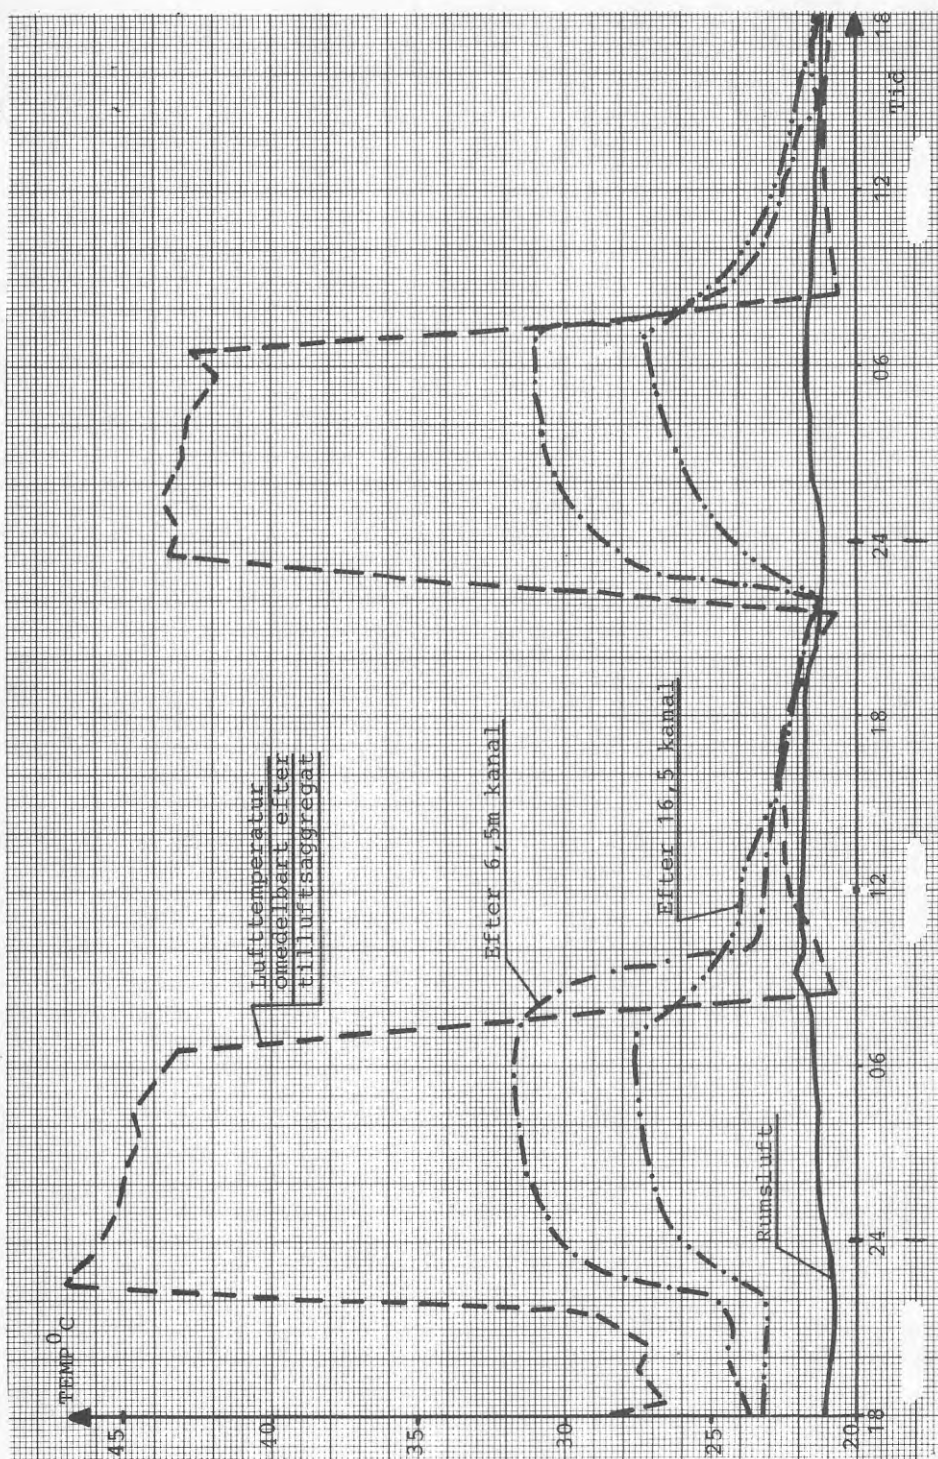 TEMP °C
45
40
35
30
25
20
Lufttemperatur
omedelbart efter
tilluftsaggregat
Efter 6,5m kanal
Efter 16,5 kanal
Rumsluft
18
24
06
12
18
24
06
12
18
Tid